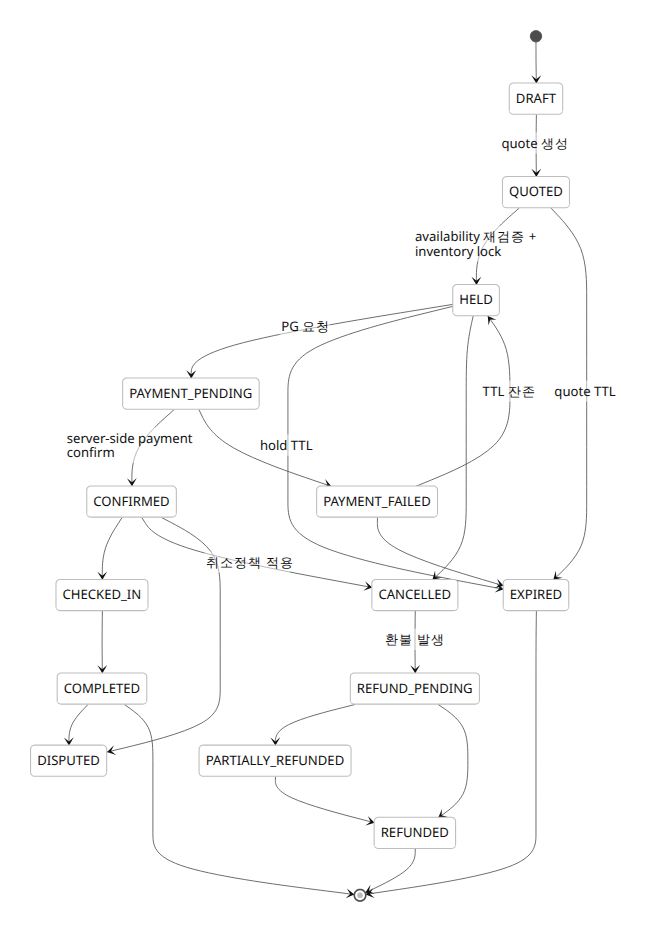 DRAFT
quote 생성
QUOTED
availability 재검증 +
inventory lock
HELD
PG 요청
PAYMENT_PENDING
TTL 잔존
quote TTL
server-side payment
confirm
hold TTL
CONFIRMED
PAYMENT_FAILED
취소정책 적용
CHECKED_IN
CANCELLED
EXPIRED
환불 발생
COMPLETED
REFUND_PENDING
DISPUTED
PARTIALLY_REFUNDED
REFUNDED